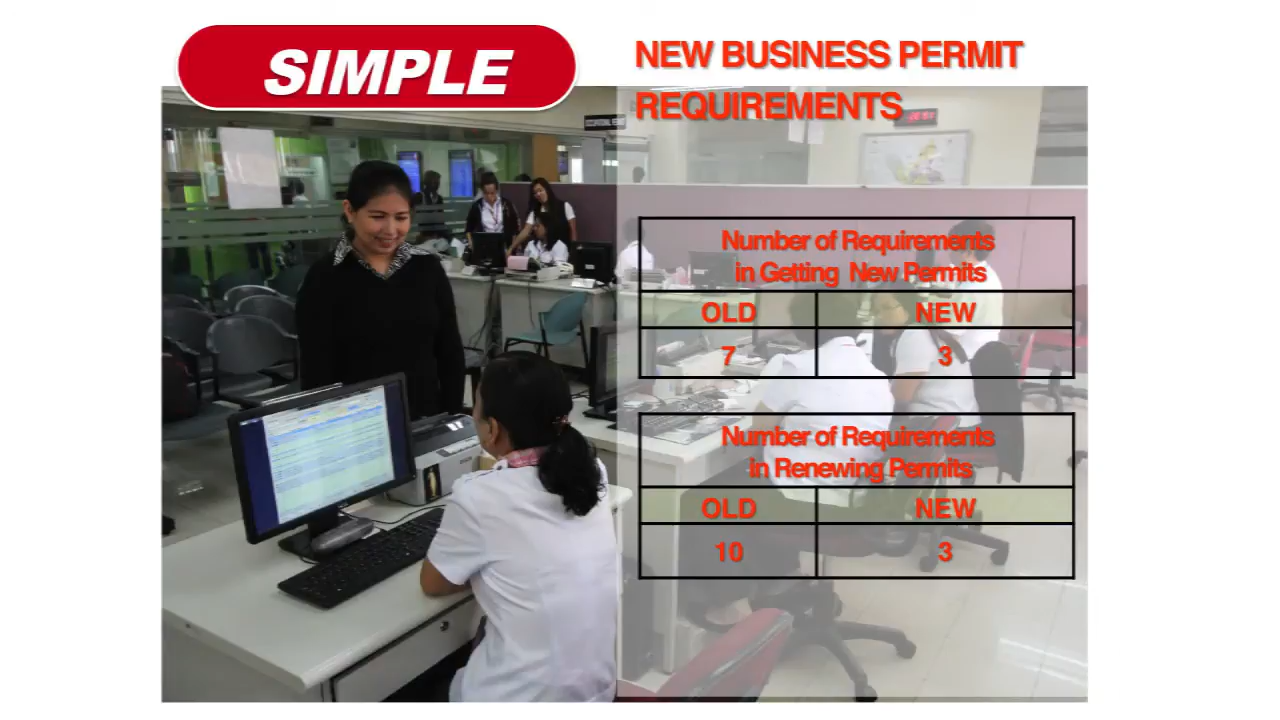 SIMPLE
NEW BUSINESS PERMIT
REQUIREMENTS
Number of Requirements
in Getting New Permits
OLD NEW
7 3
Number of Requirements
in Renewing Permits
OLD NEW
10 3